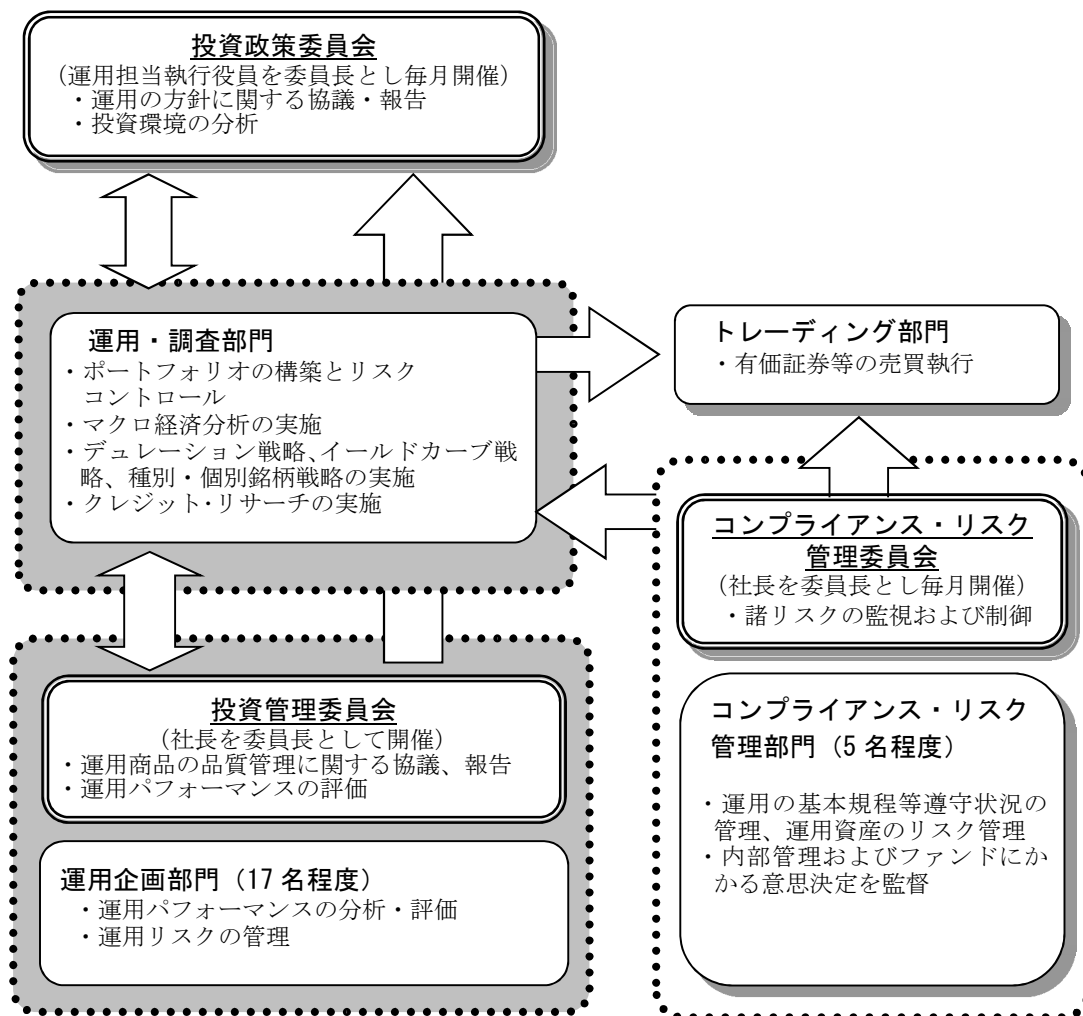 投資政策委員会
(運用担当執行役員を委員長とし毎月開催)
・運用の方針に関する協議・報告
・投資環境の分析
運用・調査部門
・ポートフォリオの構築とリスク
コントロール
・マクロ経済分析の実施
・デュレーション戦略、イールドカーブ戦
略、種別・個別銘柄戦略の実施
・クレジット・リサーチの実施
トレーディング部門
・有価証券等の売買執行
コンプライアンス・リスク
管理委員会
(社長を委員長とし毎月開催)
・諸リスクの監視および制御
投資管理委員会
(社長を委員長として開催)
・運用商品の品質管理に関する協議、報告
・運用パフォーマンスの評価
運用企画部門（17 名程度）
・運用パフォーマンスの分析・評価
・運用リスクの管理
コンプライアンス・リスク
管理部門（5 名程度）
・運用の基本規程等遵守状況の
管理、運用資産のリスク管理
・内部管理およびファンドにか
かる意思決定を監督